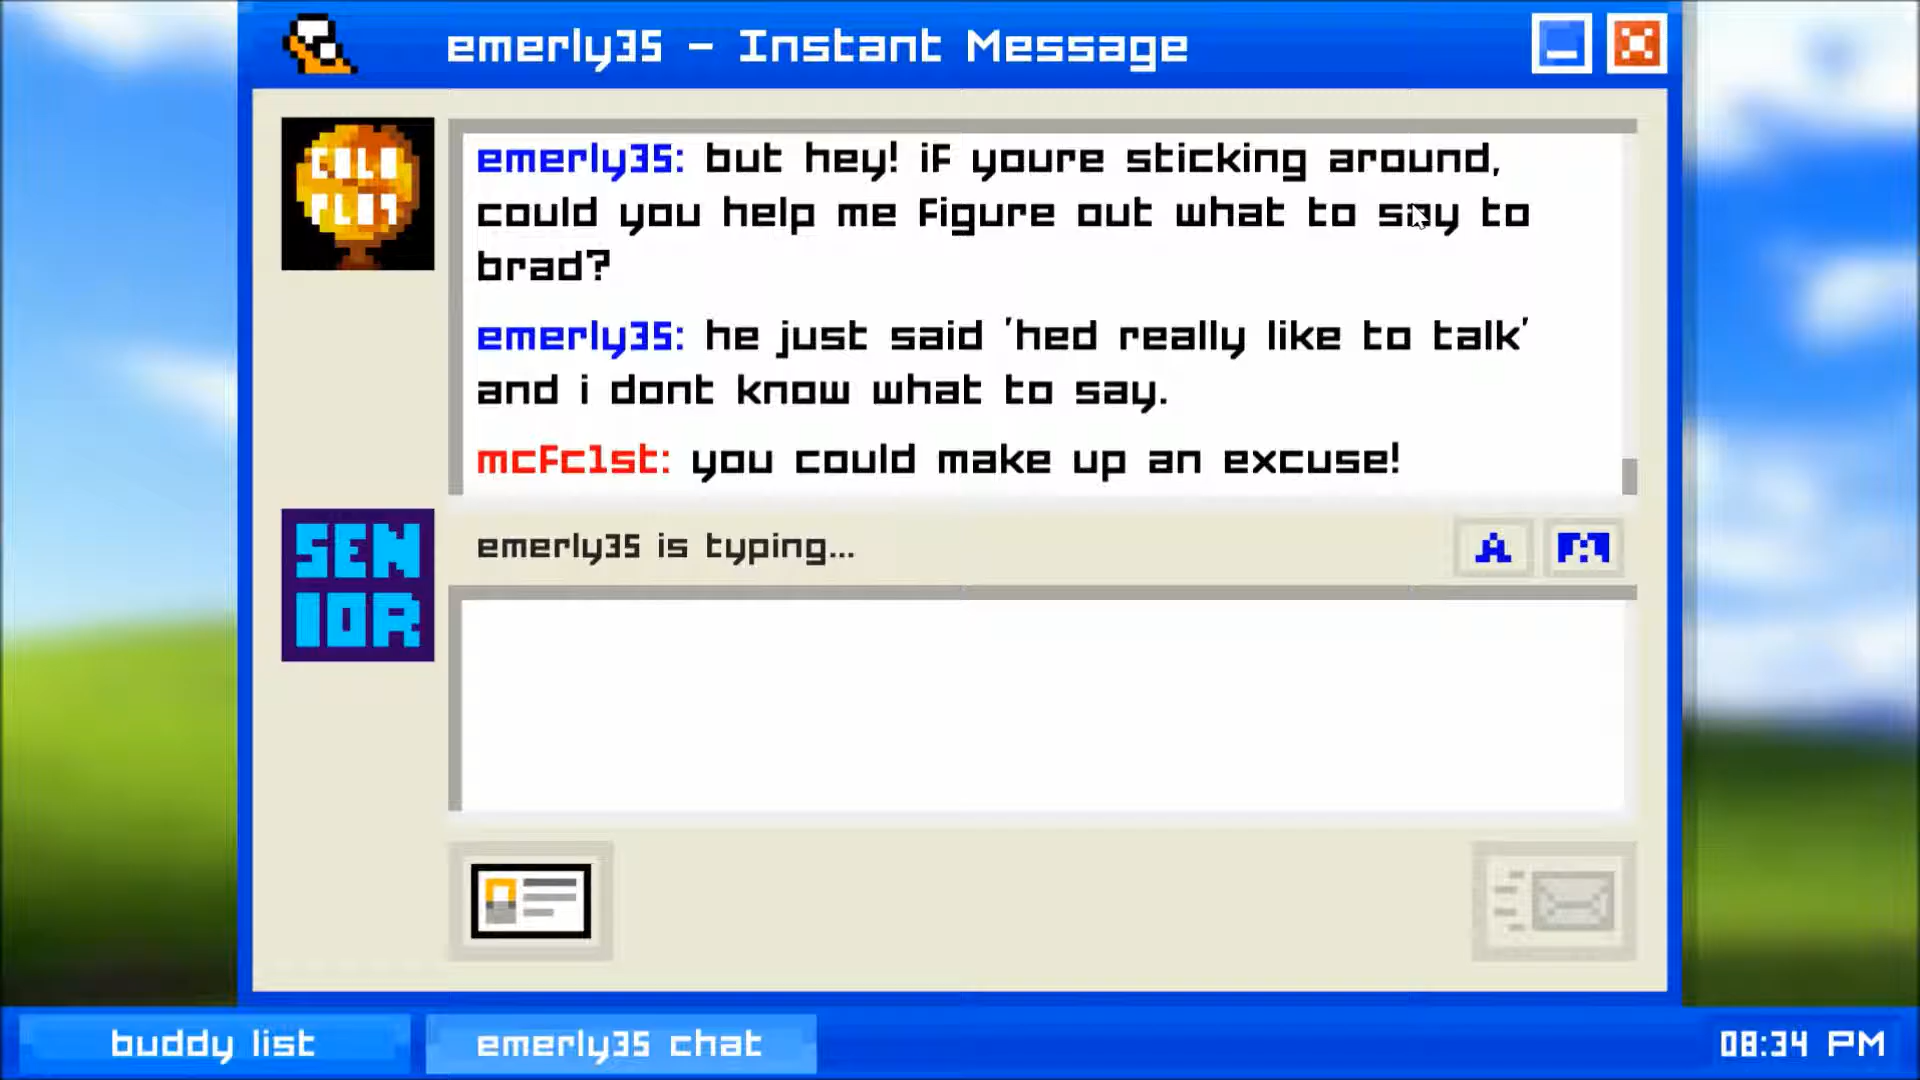 emerly35 - Instant Message
COLD
PLAY
emerly35: but hey! if youre sticking around,
could you help me figure out what to say to
brad?
emerly35: he just said 'hed really like to talk'
and i dont know what to say.
mcfc1st: you could make up an excuse!
SEN
IOR
emerly35 is typing...
A
buddy list
emerly35 chat
08:34 PM